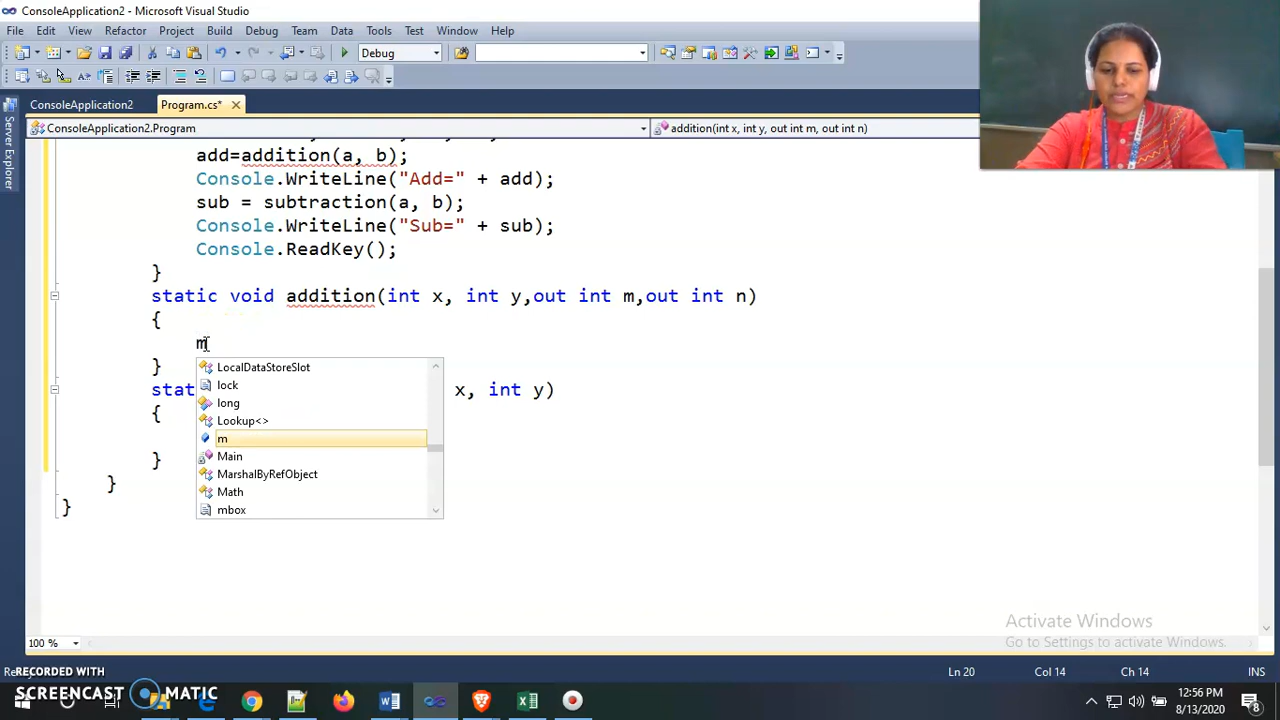 ConsoleApplication2 - Microsoft Visual Studio
File Edit View Refactor Project Build Debug Team Data Tools Test Window Help
Debug
ConsoleApplication2 Program.cs*
ConsoleApplication2.Program addition(int x, int y, out int m, out int n)
Server Explorer
add=addition(a, b);
Console.WriteLine("Add=" + add);
sub = subtraction(a, b);
Console.WriteLine("Sub=" + sub);
Console.ReadKey();
}
static void addition(int x, int y,out int m,out int n)
{
m
LocalDataStoreSlot
}
lock
stat x, int y)
long
{
Lookup<>
m
Main
}
MarshalByRefObject
}
Math
}
mbox
Activate Windows
Go to Settings to activate Windows.
100 %
Ln 20 Col 14 Ch 14 INS
RECORDED WITH
SCREENCAST MATIC
12:56 PM
8/13/2020
8